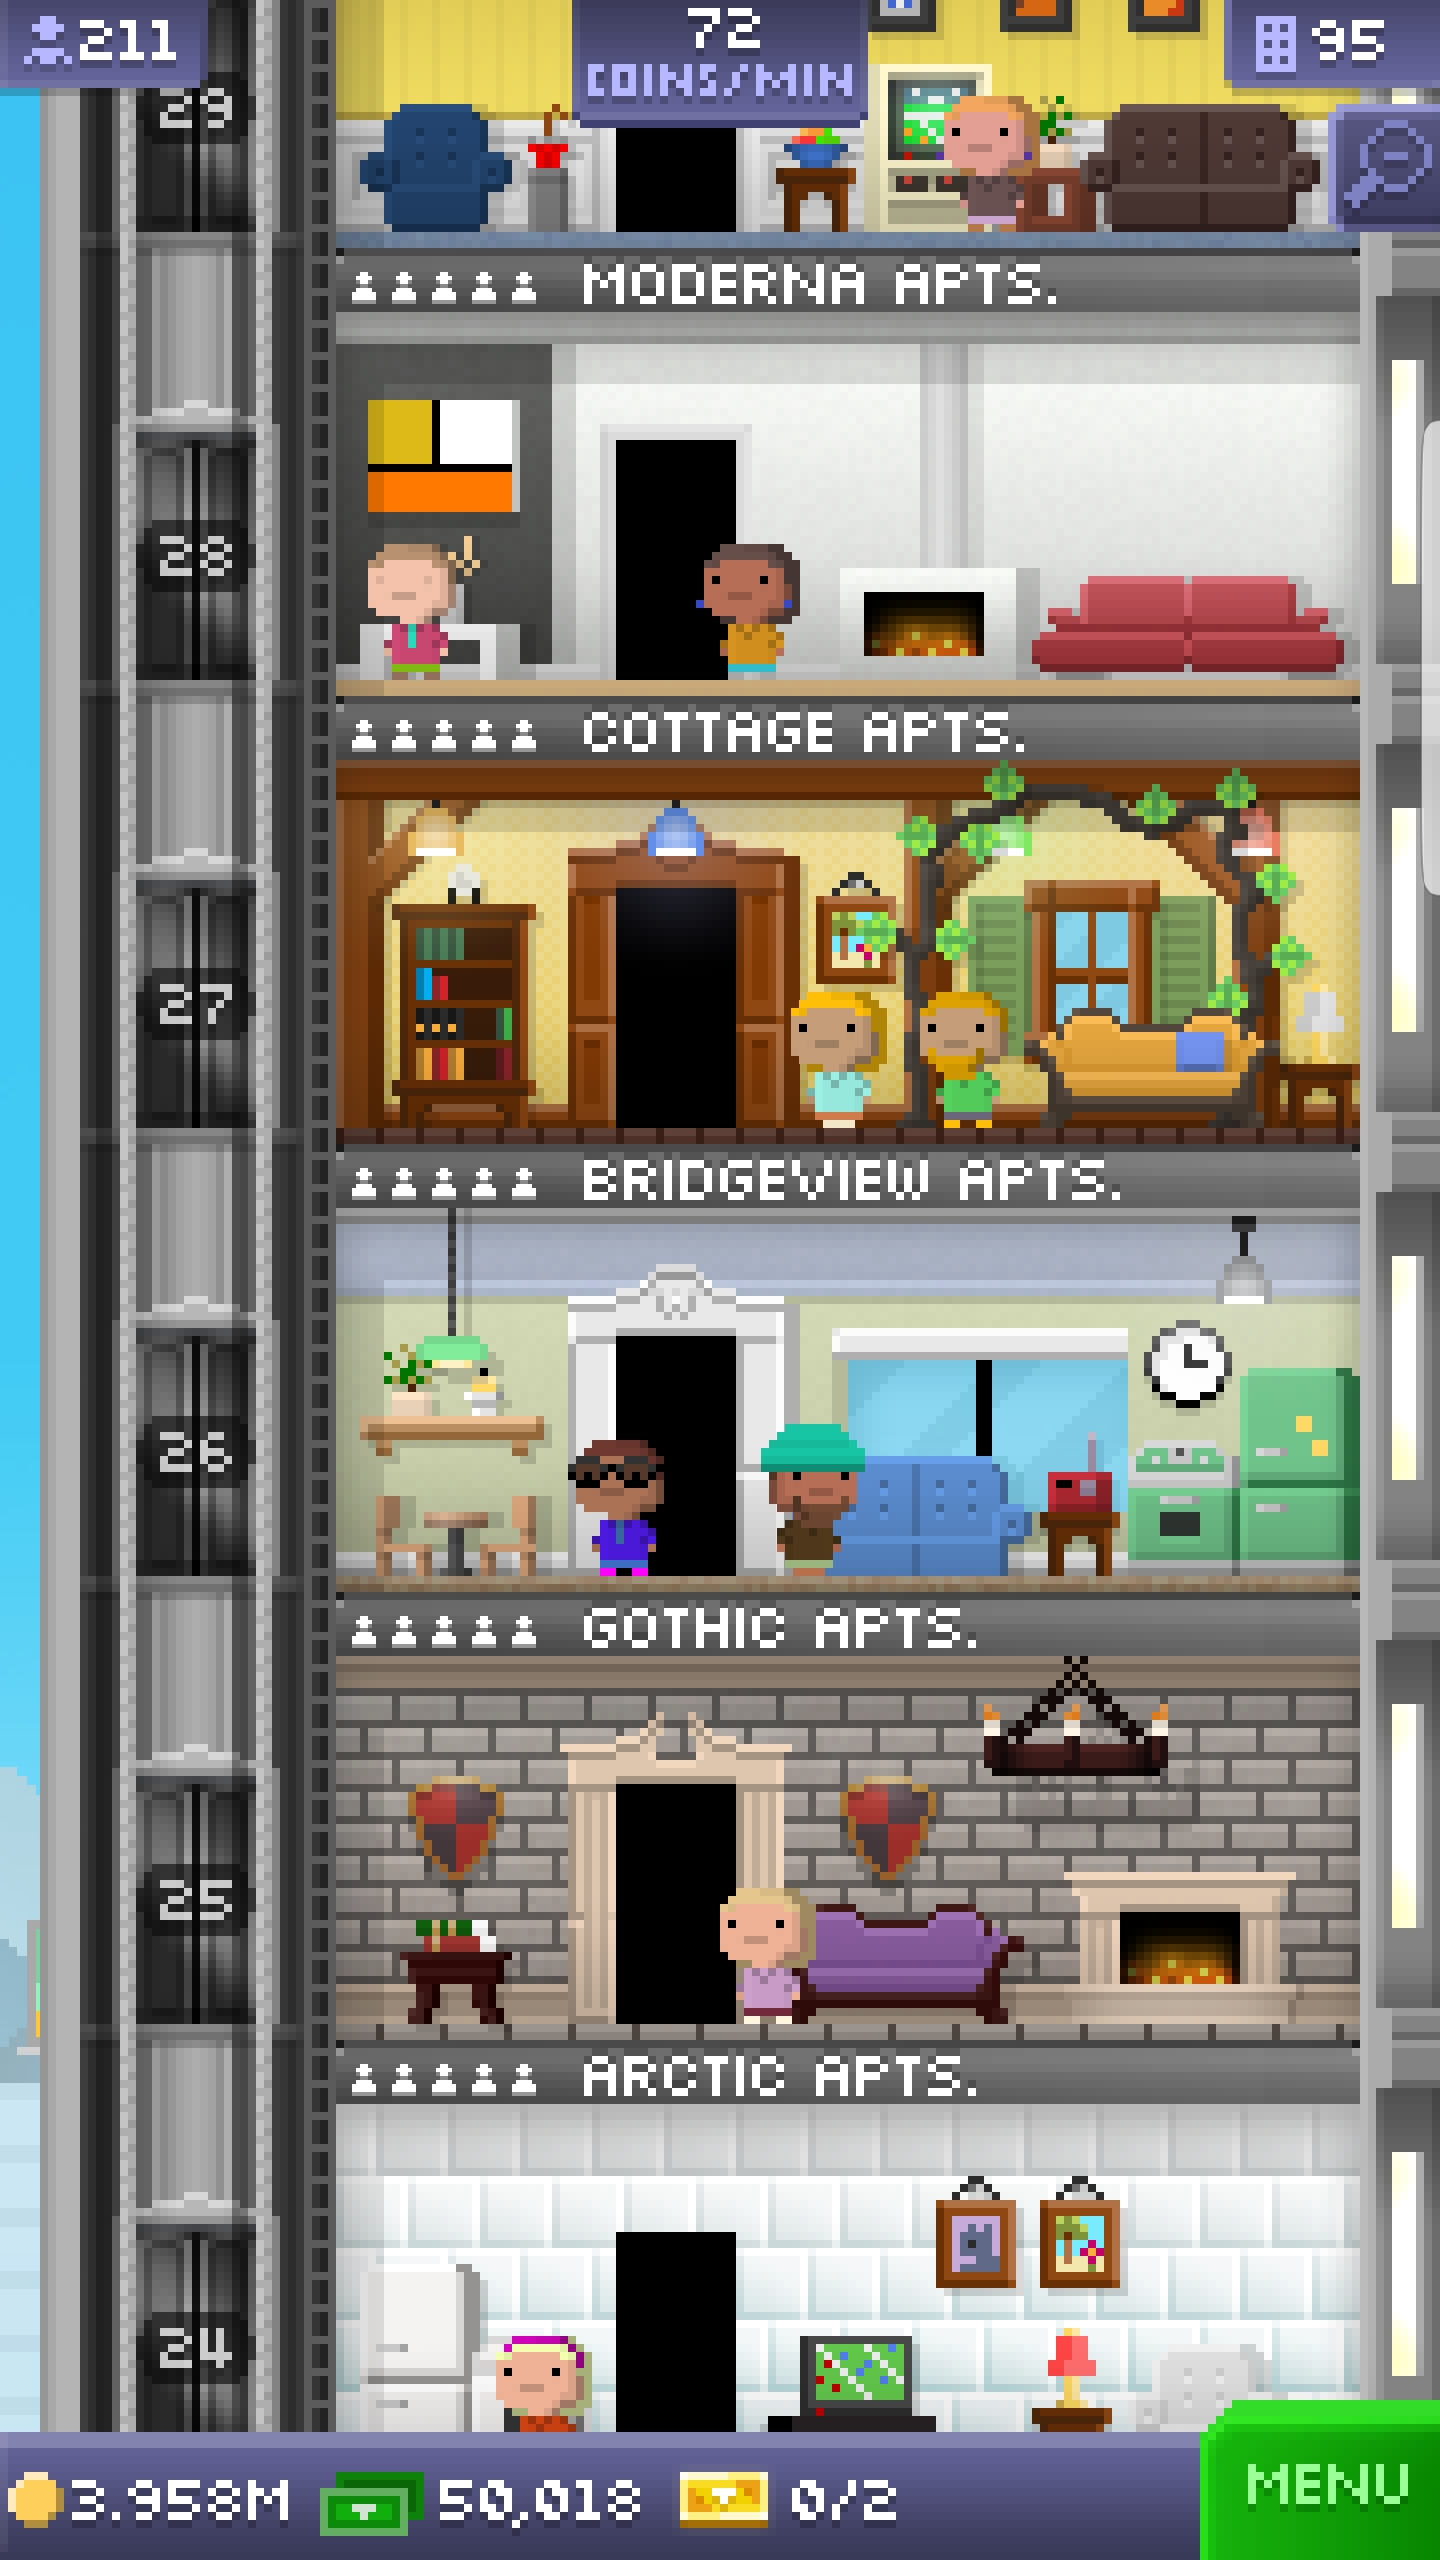 211
72
COINS/MIN
95
29
MODERNA APTS.
28
COTTAGE APTS.
27
BRIDGEVIEW APTS.
26
GOTHIC APTS.
25
ARCTIC APTS.
24
3.958M 50,018 0/2
MENU